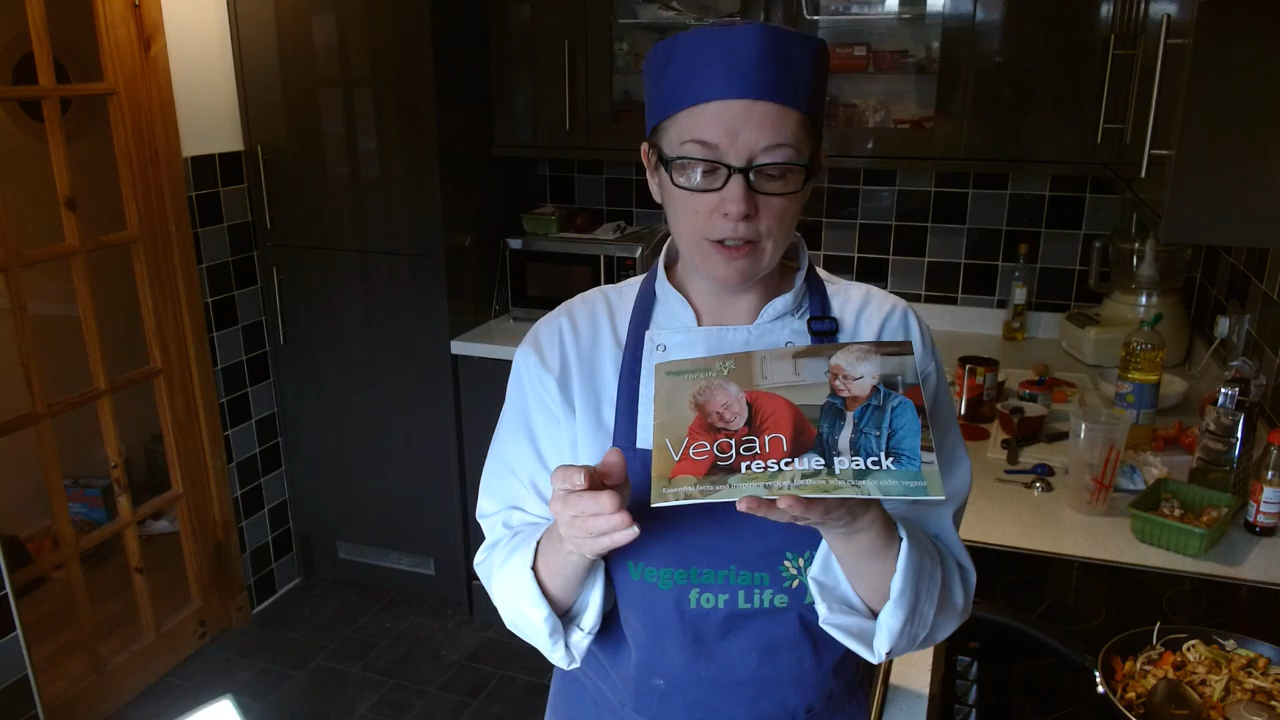 Vegetarian
for Life
Vegan
rescue pack
Essential facts and inspiring recipes for those who cater for older vegans
Vegetarian
for Life